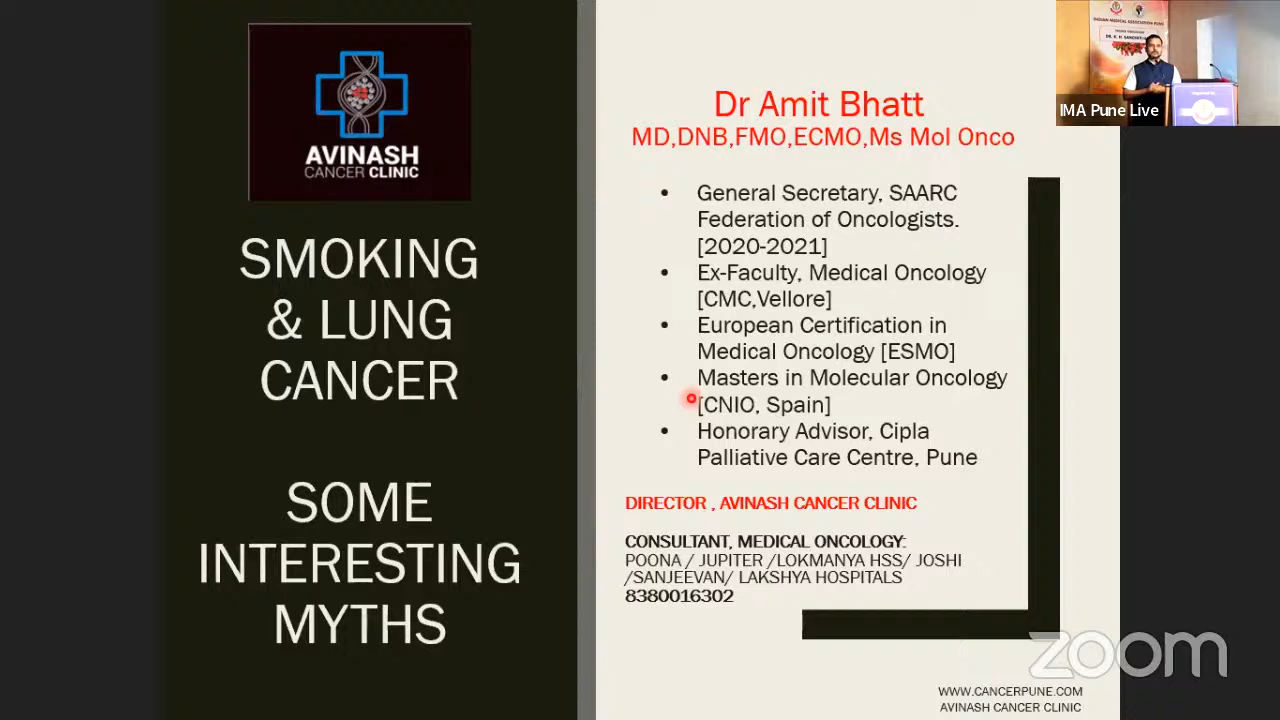 AVINASH
CANCER CLINIC
SMOKING
& LUNG
CANCER
SOME
INTERESTING
MYTHS
Dr Amit Bhatt
MD,DNB,FMO,ECMO,Ms Mol Onco
• General Secretary, SAARC
Federation of Oncologists.
[2020-2021]
• Ex-Faculty, Medical Oncology
[CMC,Vellore]
• European Certification in
Medical Oncology [ESMO]
• Masters in Molecular Oncology
[CNIO, Spain]
• Honorary Advisor, Cipla
Palliative Care Centre, Pune
DIRECTOR , AVINASH CANCER CLINIC
CONSULTANT, MEDICAL ONCOLOGY:
POONA / JUPITER /LOKMANYA HSS/ JOSHI
/SANJEEVAN/ LAKSHYA HOSPITALS
8380016302
WWW.CANCERPUNE.COM
AVINASH CANCER CLINIC
INDIAN MEDICAL ASSOCIATION PUNE
IMA Pune Live
zoom